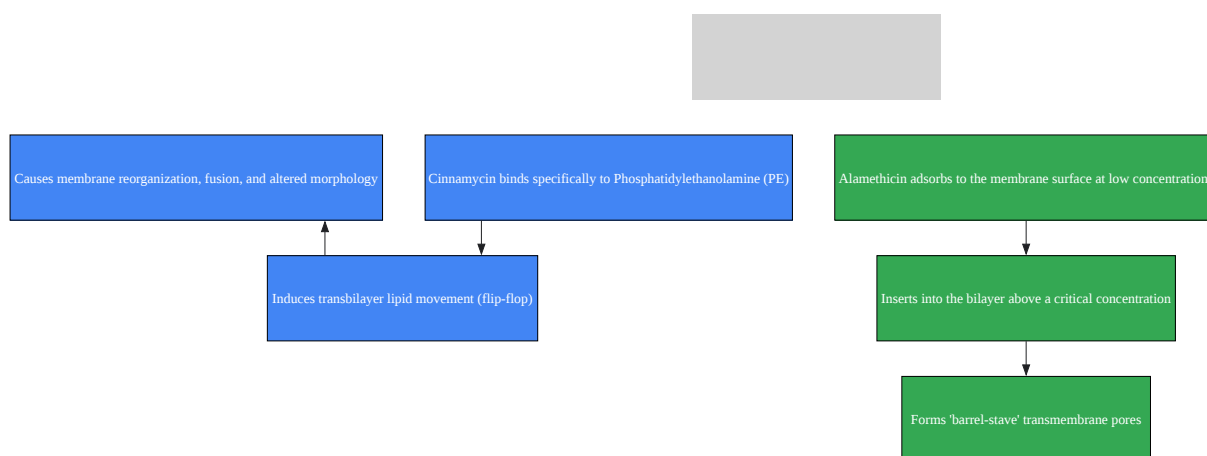 Causes membrane reorganization, fusion, and altered morphology
Cinnamycin binds specifically to Phosphatidylethanolamine (PE)
Alamethicin adsorbs to the membrane surface at low concentration
Induces transbilayer lipid movement (flip-flop)
Inserts into the bilayer above a critical concentration
Forms 'barrel-stave' transmembrane pores